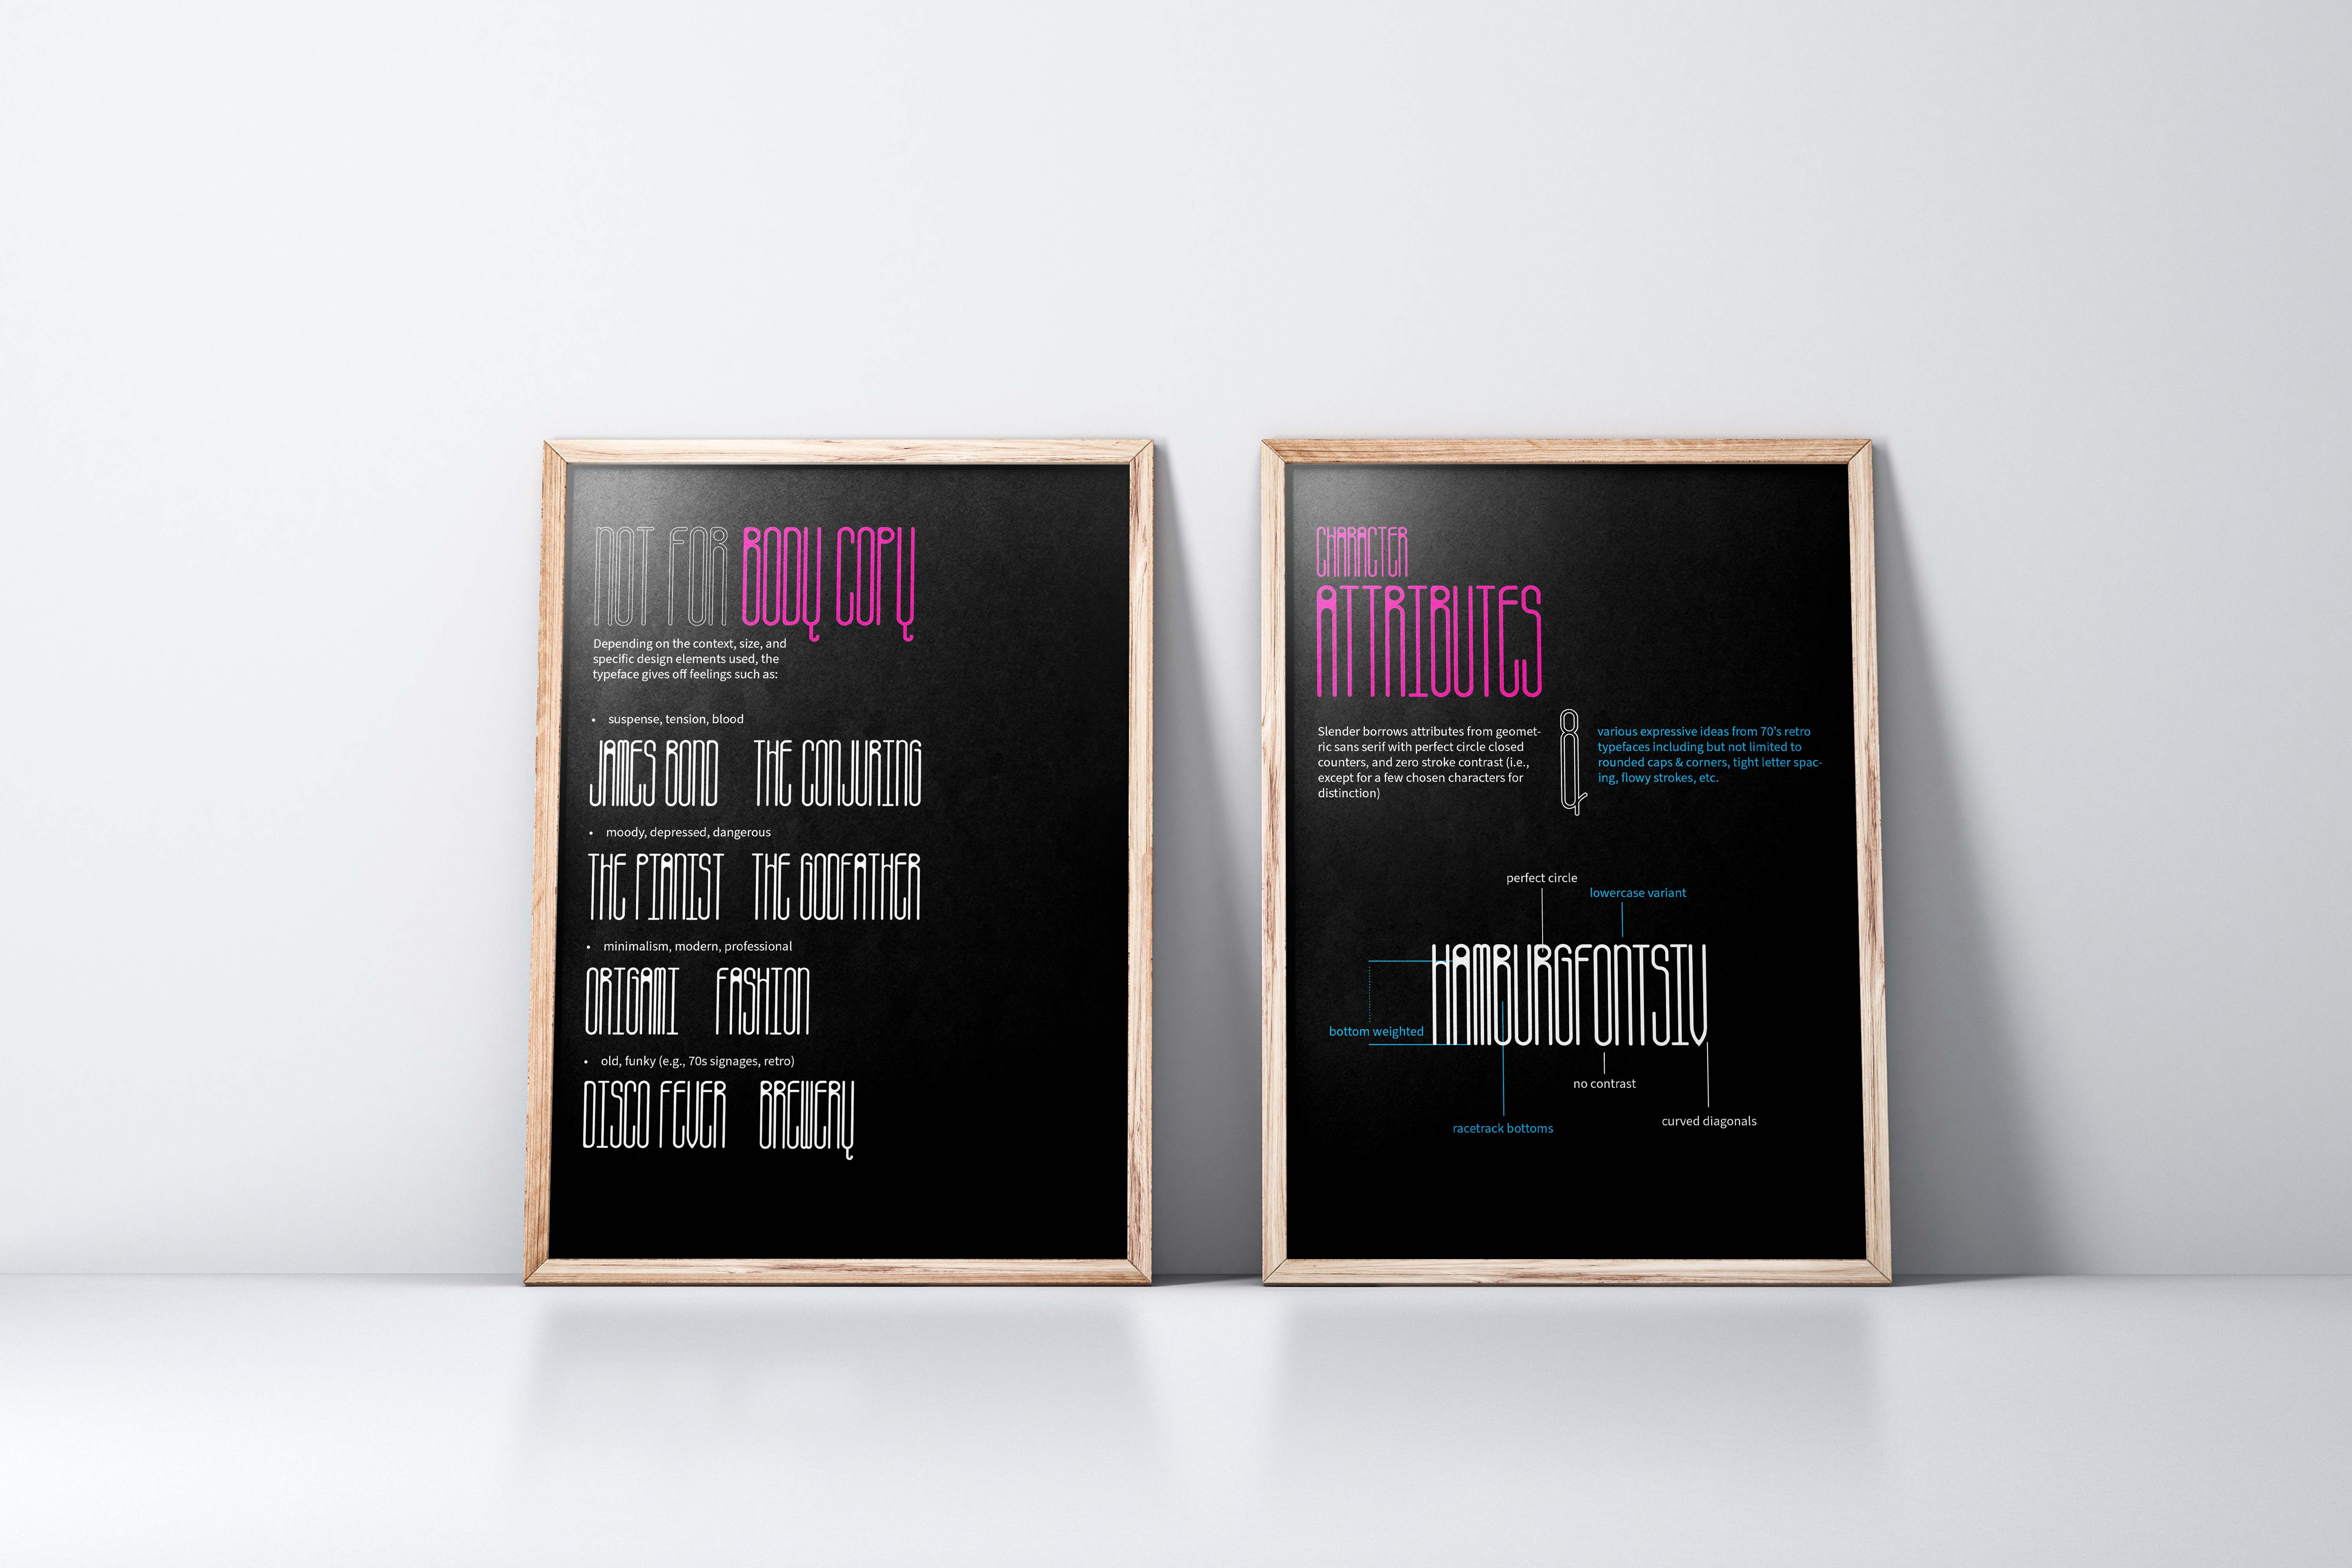 NOT FOR BODY COPY
Depending on the context, size, and
specific design elements used, the
typeface gives off feelings such as:
• suspense, tension, blood
JAMES BOND THE CONJURING
• moody, depressed, dangerous
THE PIANIST THE GODFATHER
• minimalism, modern, professional
ORIGAMI FASHION
• old, funky (e.g., 70s signages, retro)
DISCO FEVER BREWERY
CHARACTER
ATTRIBUTES
Slender borrows attributes from geomet-
ric sans serif with perfect circle closed
counters, and zero stroke contrast (i.e.,
except for a few chosen characters for
distinction)
&
various expressive ideas from 70's retro
typefaces including but not limited to
rounded caps & corners, tight letter spac-
ing, flowy strokes, etc.
perfect circle
lowercase variant
HAMBURGFONTSIV
bottom weighted
no contrast
curved diagonals
racetrack bottoms